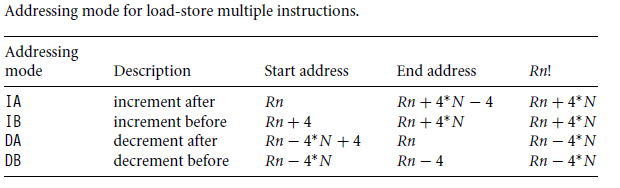 Addressing mode for load-store multiple instructions.
Addressing
mode Description Start address End address Rn!
IA increment after Rn Rn + 4*N − 4 Rn + 4*N
IB increment before Rn + 4 Rn + 4*N Rn + 4*N
DA decrement after Rn − 4*N + 4 Rn Rn − 4*N
DB decrement before Rn − 4*N Rn − 4 Rn − 4*N